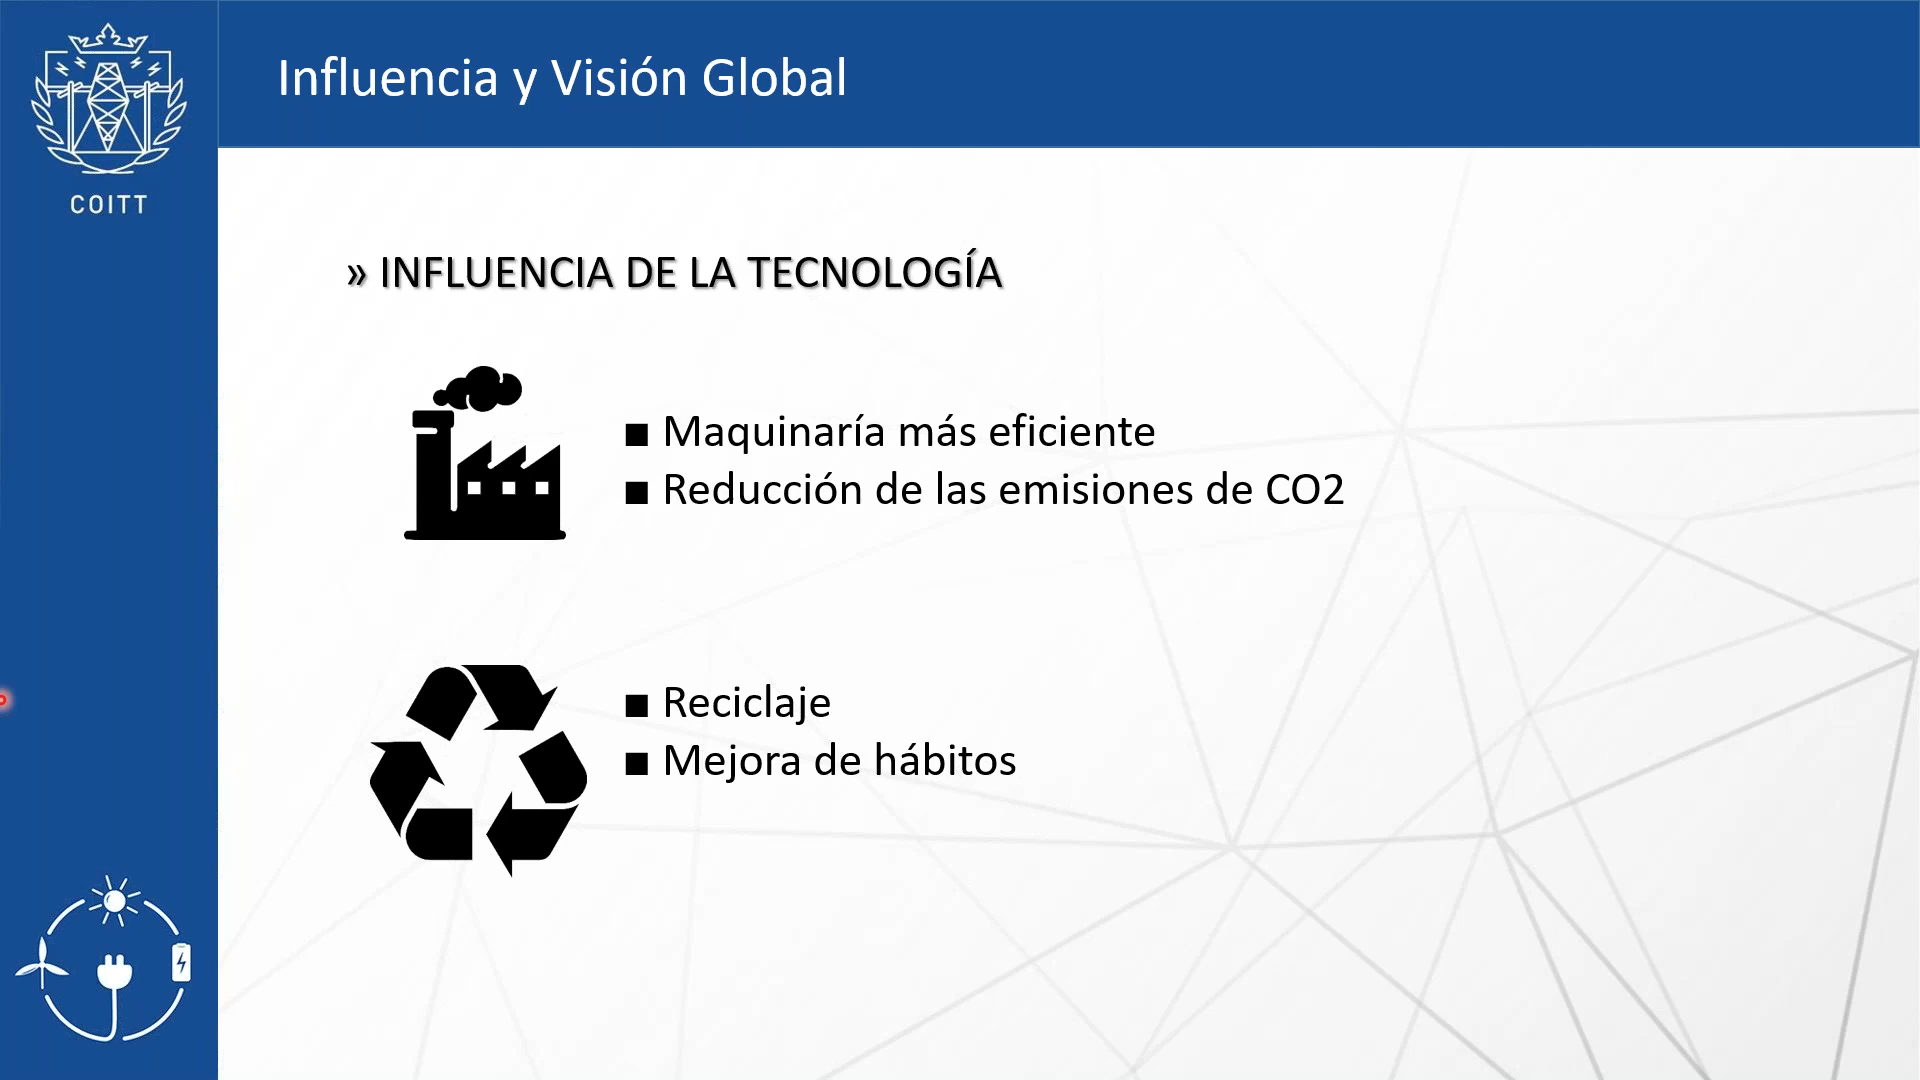 Influencia y Visión Global
COITT
» INFLUENCIA DE LA TECNOLOGÍA
■ Maquinaría más eficiente
■ Reducción de las emisiones de CO2
■ Reciclaje
■ Mejora de hábitos